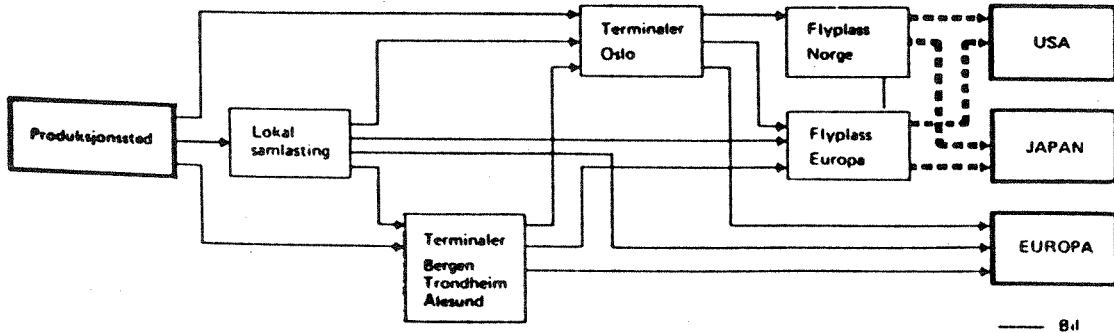 Terminaler
Oslo
Flyplass
Norge
USA
Produksjonssted
Lokal
samlasting
Flyplass
Europa
JAPAN
Terminaler
Bergen
Trondheim
Ålesund
EUROPA
Bil